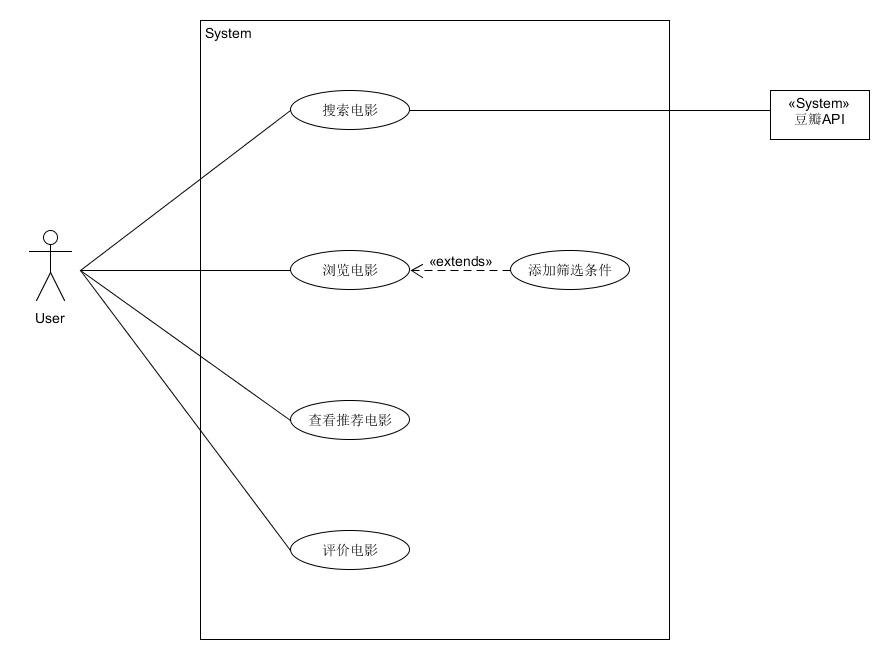 System
搜索电影
«System»
豆瓣API
浏览电影
«extends»
添加筛选条件
User
查看推荐电影
评价电影